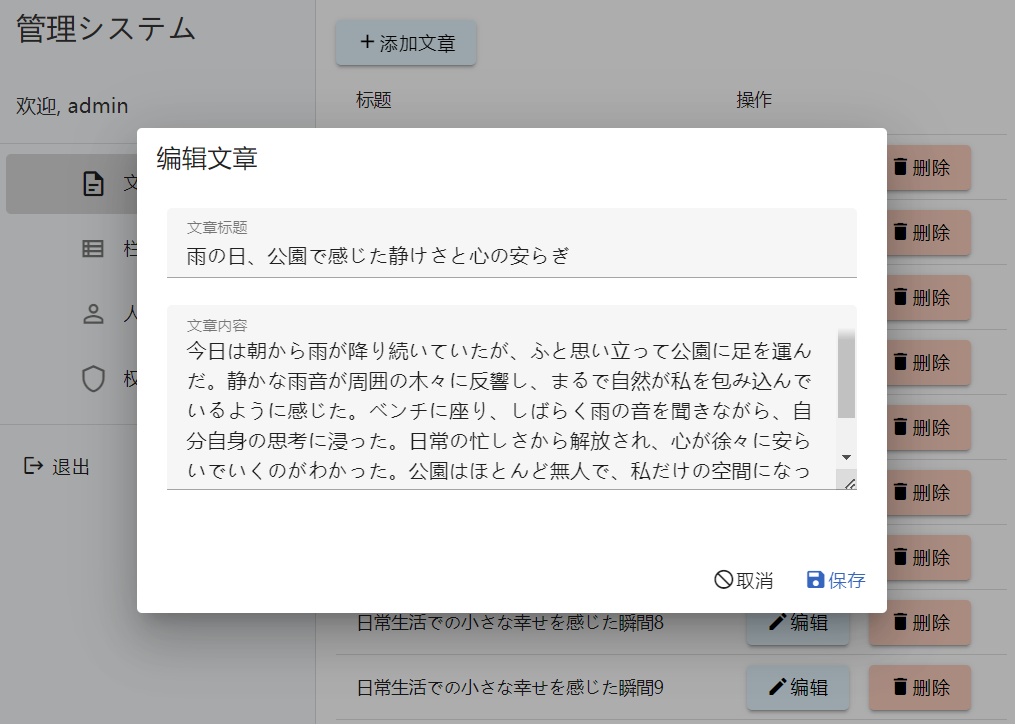 管理システム
欢迎, admin
文
栏
人
权
退出
添加文章
标题
操作
编辑文章
文章标题
雨の日、公園で感じた静けさと心の安らぎ
文章内容
今日は朝から雨が降り続いていたが、ふと思い立って公園に足を運ん
だ。静かな雨音が周囲の木々に反響し、まるで自然が私を包み込んで
いるように感じた。ベンチに座り、しばらく雨の音を聞きながら、自
分自身の思考に浸った。日常の忙しさから解放され、心が徐々に安ら
いでいくのがわかった。公園はほとんど無人で、私だけの空間になっ
取消
保存
删除
删除
删除
删除
删除
删除
删除
日常生活での小さな幸せを感じた瞬間8
编辑
删除
日常生活での小さな幸せを感じた瞬間9
编辑
删除